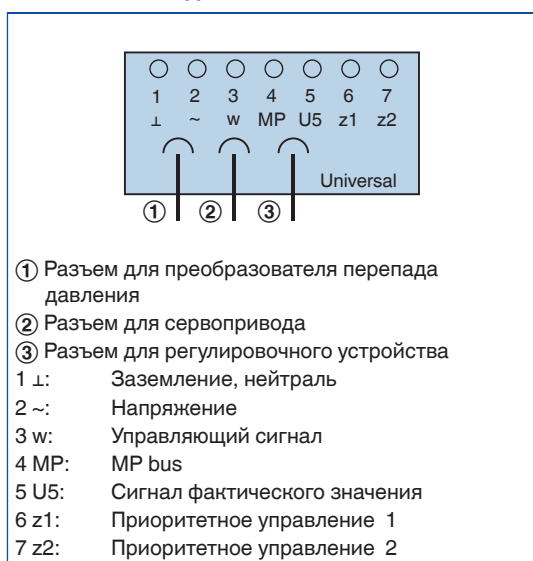 1 2 3 4 5 6 7
⊥ ~ w MP U5 z1 z2
Universal
① ② ③
① Разъем для преобразователя перепада
давления
② Разъем для сервопривода
③ Разъем для регулировочного устройства
1 ⊥: Заземление, нейтраль
2 ~: Напряжение
3 w: Управляющий сигнал
4 MP: MP bus
5 U5: Сигнал фактического значения
6 z1: Приоритетное управление 1
7 z2: Приоритетное управление 2